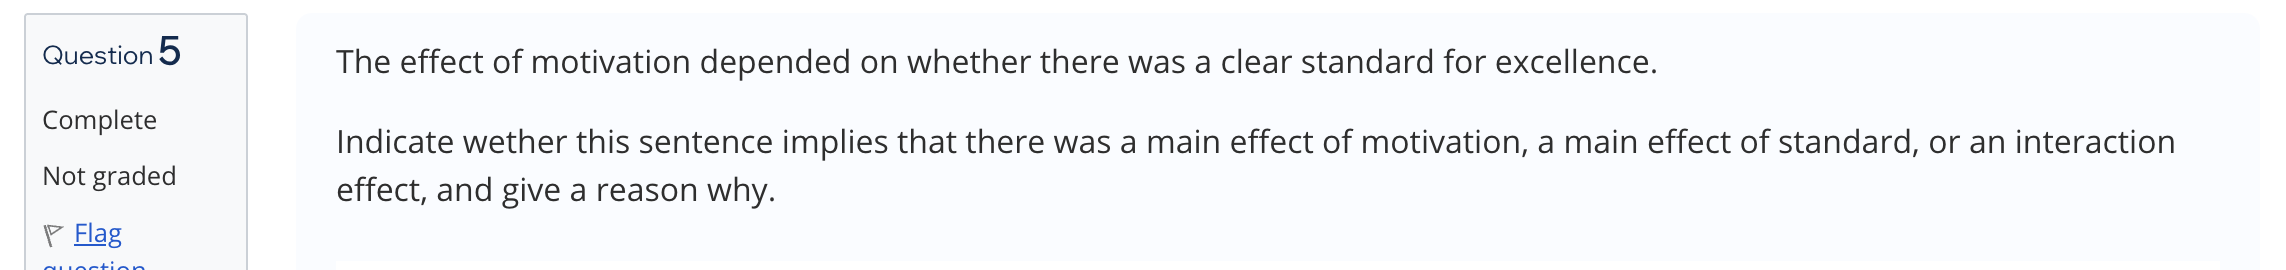 Question 5
Complete
Not graded
Flag
question
The effect of motivation depended on whether there was a clear standard for excellence.
Indicate wether this sentence implies that there was a main effect of motivation, a main effect of standard, or an interaction
effect, and give a reason why.